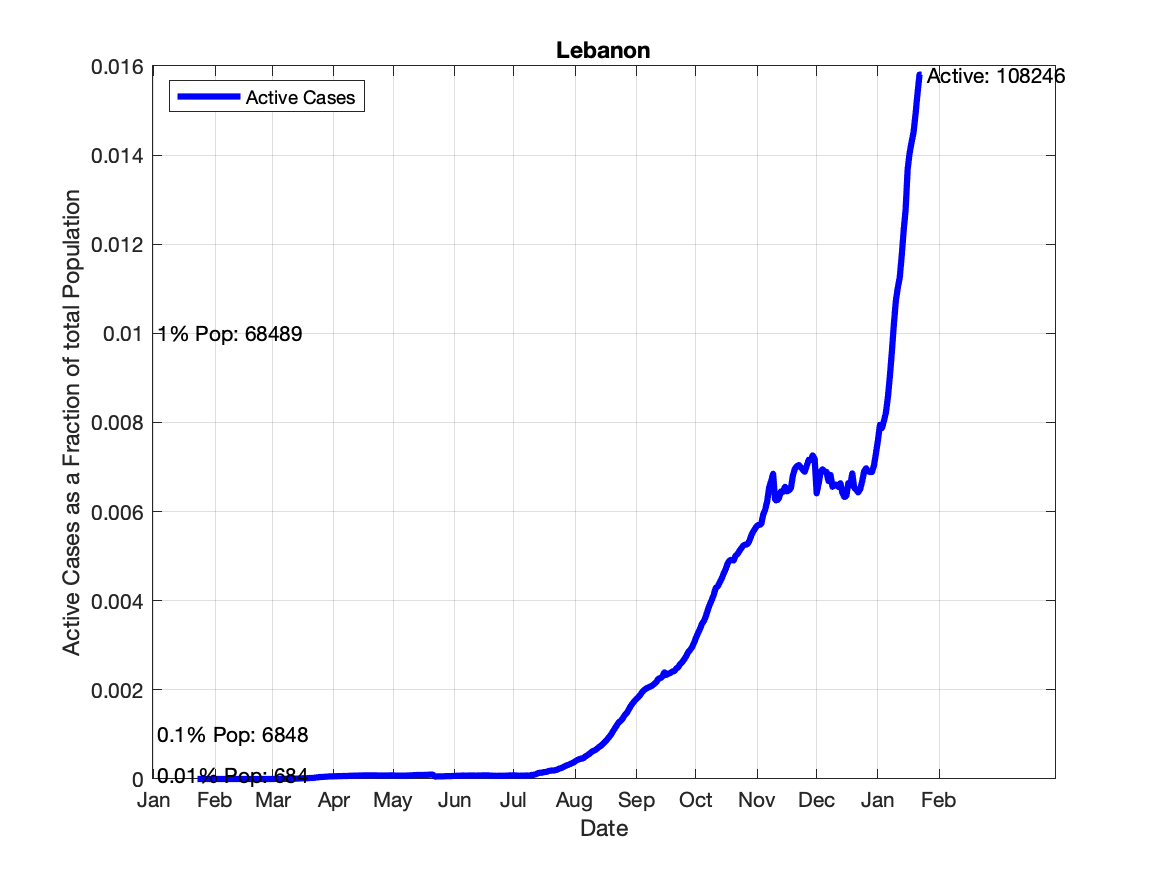 Lebanon
Active Cases
Active: 108246
0.016
0.014
0.012
0.01
0.008
0.006
0.004
0.002
0
1% Pop: 68489
0.1% Pop: 6848
0.01% Pop: 684
Jan Feb Mar Apr May Jun Jul Aug Sep Oct Nov Dec Jan Feb
Date
Active Cases as a Fraction of total Population